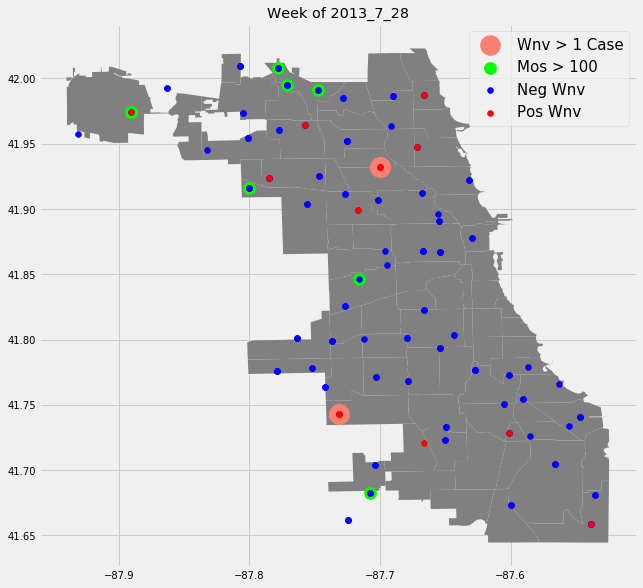 Week of 2013_7_28
Wnv > 1 Case
Mos > 100
Neg Wnv
Pos Wnv
42.00
41.95
41.90
41.85
41.80
41.75
41.70
41.65
−87.9
−87.8
−87.7
−87.6